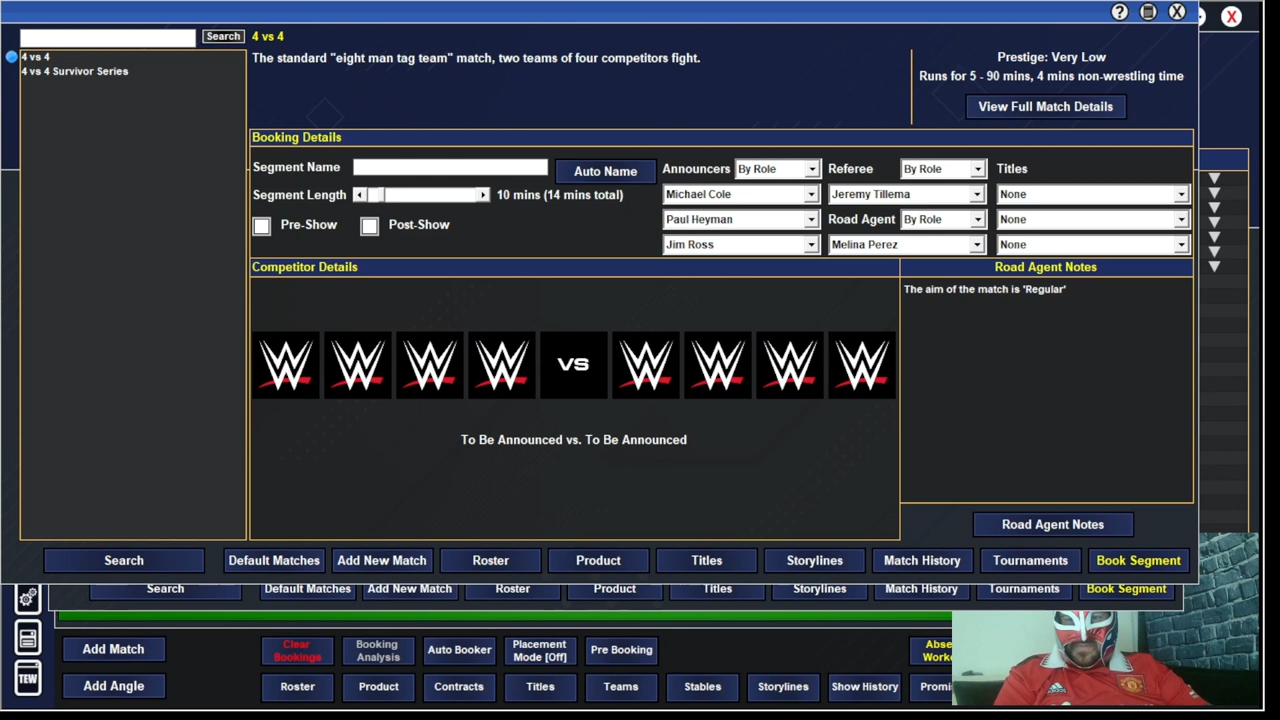 ? X X
Search 4 vs 4
4 vs 4
4 vs 4 Survivor Series
The standard "eight man tag team" match, two teams of four competitors fight.
Prestige: Very Low
Runs for 5 - 90 mins, 4 mins non-wrestling time
View Full Match Details
Booking Details
Segment Name Auto Name Announcers By Role Referee By Role Titles
Segment Length 10 mins (14 mins total) Michael Cole Jeremy Tillema None
Pre-Show Post-Show Paul Heyman Road Agent By Role None
Jim Ross Melina Perez None
Competitor Details Road Agent Notes
The aim of the match is 'Regular'
VS
To Be Announced vs. To Be Announced
Road Agent Notes
Search Default Matches Add New Match Roster Product Titles Storylines Match History Tournaments Book Segment
Search Default Matches Add New Match Roster Product Titles Storylines Match History Tournaments Book Segment
Add Match Clear Bookings Booking Analysis Auto Booker Placement Mode [Off] Pre Booking
TEW Add Angle Roster Product Contracts Titles Teams Stables Storylines Show History
adidas